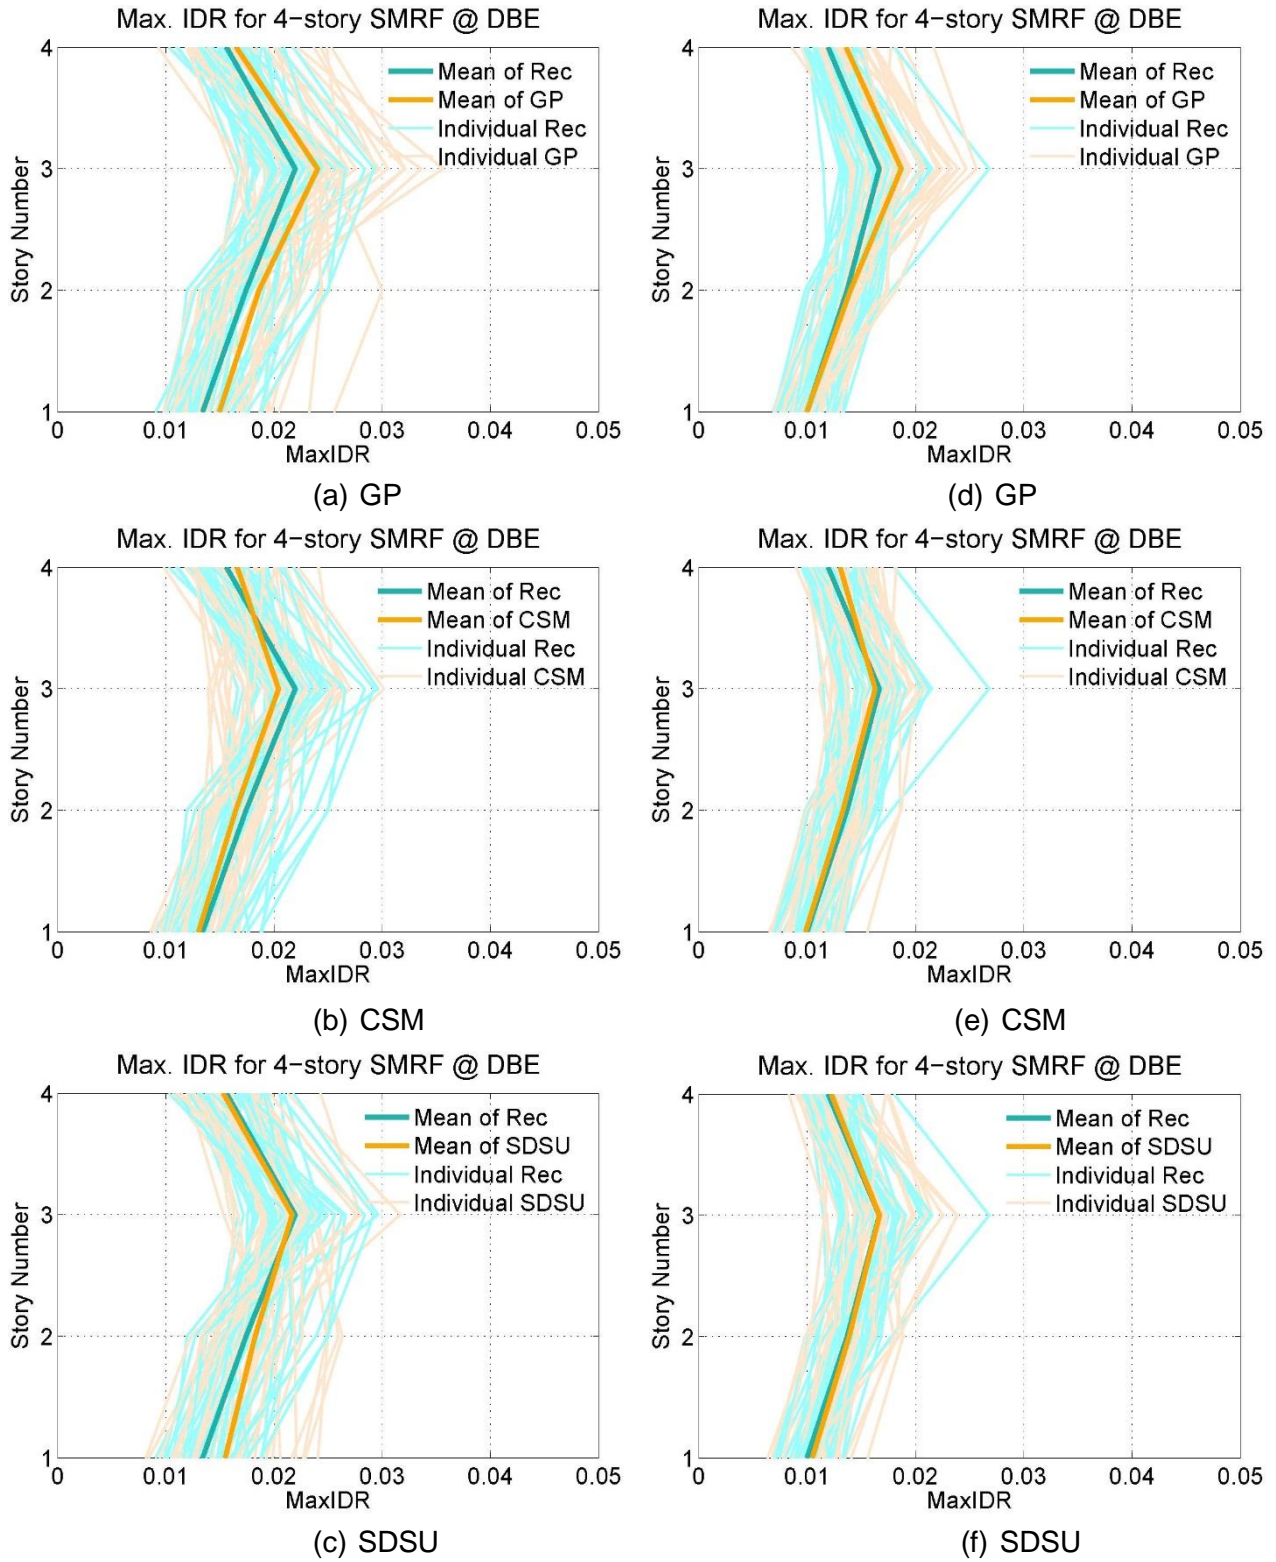 Max. IDR for 4−story SMRF @ DBE
4
3
2
1
Story Number
Mean of Rec
Mean of GP
Individual Rec
Individual GP
0 0.01 0.02 0.03 0.04 0.05
MaxIDR
(a) GP
Max. IDR for 4−story SMRF @ DBE
4
3
2
1
Story Number
Mean of Rec
Mean of GP
Individual Rec
Individual GP
0 0.01 0.02 0.03 0.04 0.05
MaxIDR
(d) GP
Max. IDR for 4−story SMRF @ DBE
4
3
2
1
Story Number
Mean of Rec
Mean of CSM
Individual Rec
Individual CSM
0 0.01 0.02 0.03 0.04 0.05
MaxIDR
(b) CSM
Max. IDR for 4−story SMRF @ DBE
4
3
2
1
Story Number
Mean of Rec
Mean of CSM
Individual Rec
Individual CSM
0 0.01 0.02 0.03 0.04 0.05
MaxIDR
(e) CSM
Max. IDR for 4−story SMRF @ DBE
4
3
2
1
Story Number
Mean of Rec
Mean of SDSU
Individual Rec
Individual SDSU
0 0.01 0.02 0.03 0.04 0.05
MaxIDR
(c) SDSU
Max. IDR for 4−story SMRF @ DBE
4
3
2
1
Story Number
Mean of Rec
Mean of SDSU
Individual Rec
Individual SDSU
0 0.01 0.02 0.03 0.04 0.05
MaxIDR
(f) SDSU